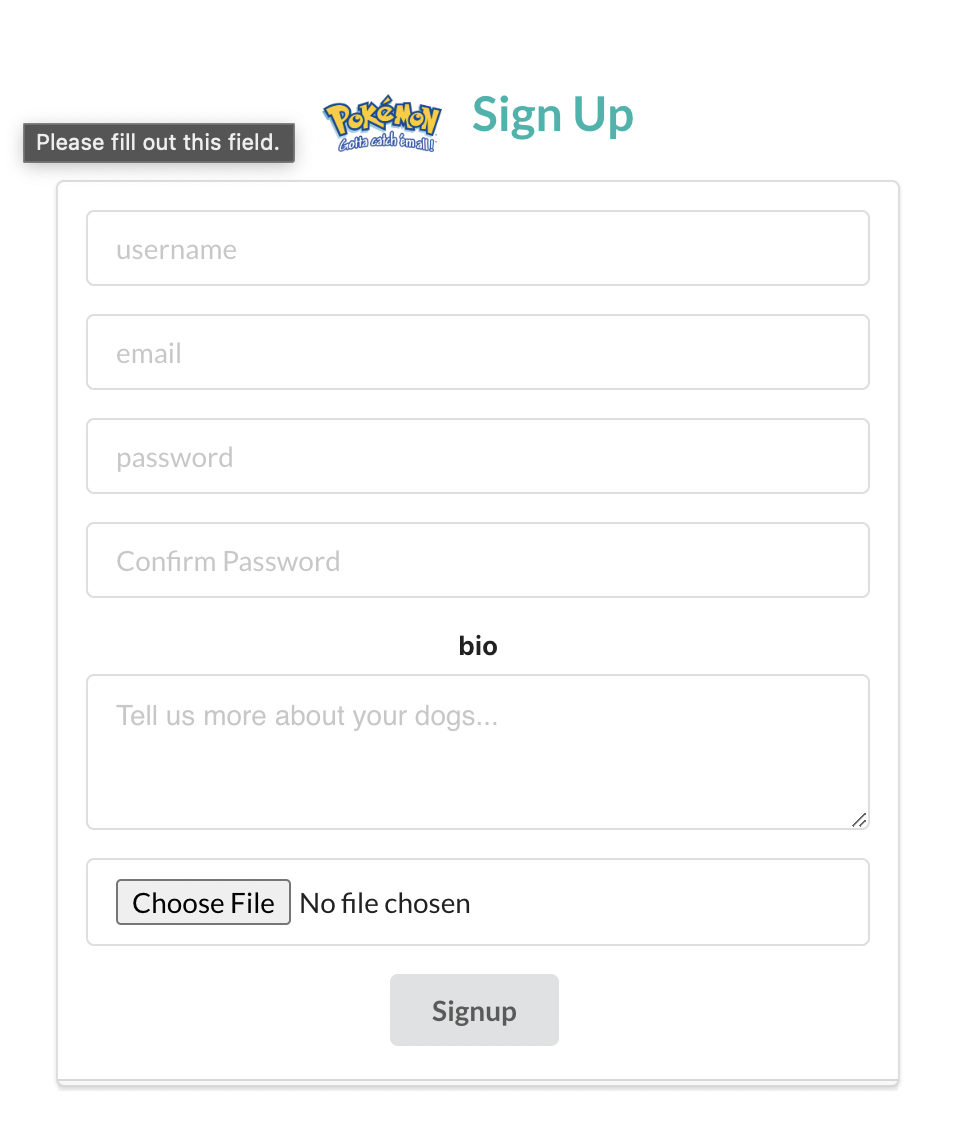 Pokémon
Gotta catch 'em all!
Sign Up
Please fill out this field.
username
email
password
Confirm Password
bio
Tell us more about your dogs...
Choose File No file chosen
Signup